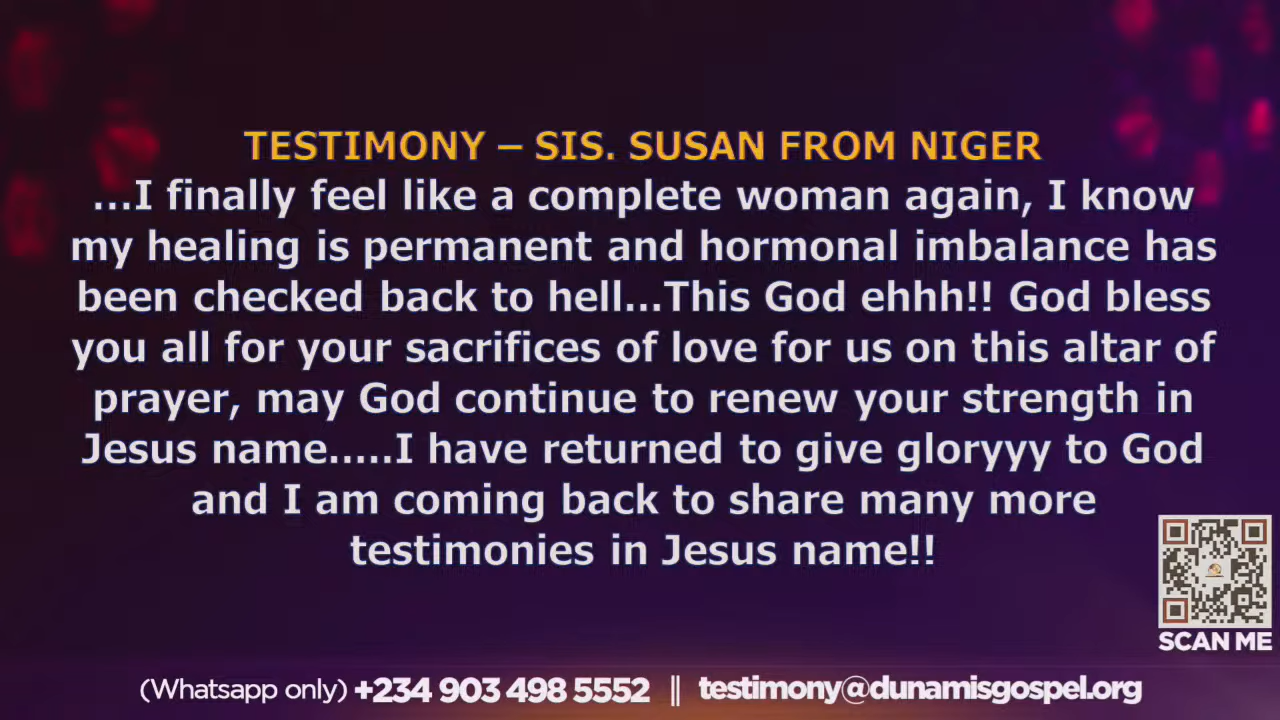 TESTIMONY – SIS. SUSAN FROM NIGER
...I finally feel like a complete woman again, I know
my healing is permanent and hormonal imbalance has
been checked back to hell...This God ehhh!! God bless
you all for your sacrifices of love for us on this altar of
prayer, may God continue to renew your strength in
Jesus name.....I have returned to give gloryyy to God
and I am coming back to share many more
testimonies in Jesus name!!
SCAN ME
(Whatsapp only) +234 903 498 5552 || testimony@dunamisgospel.org